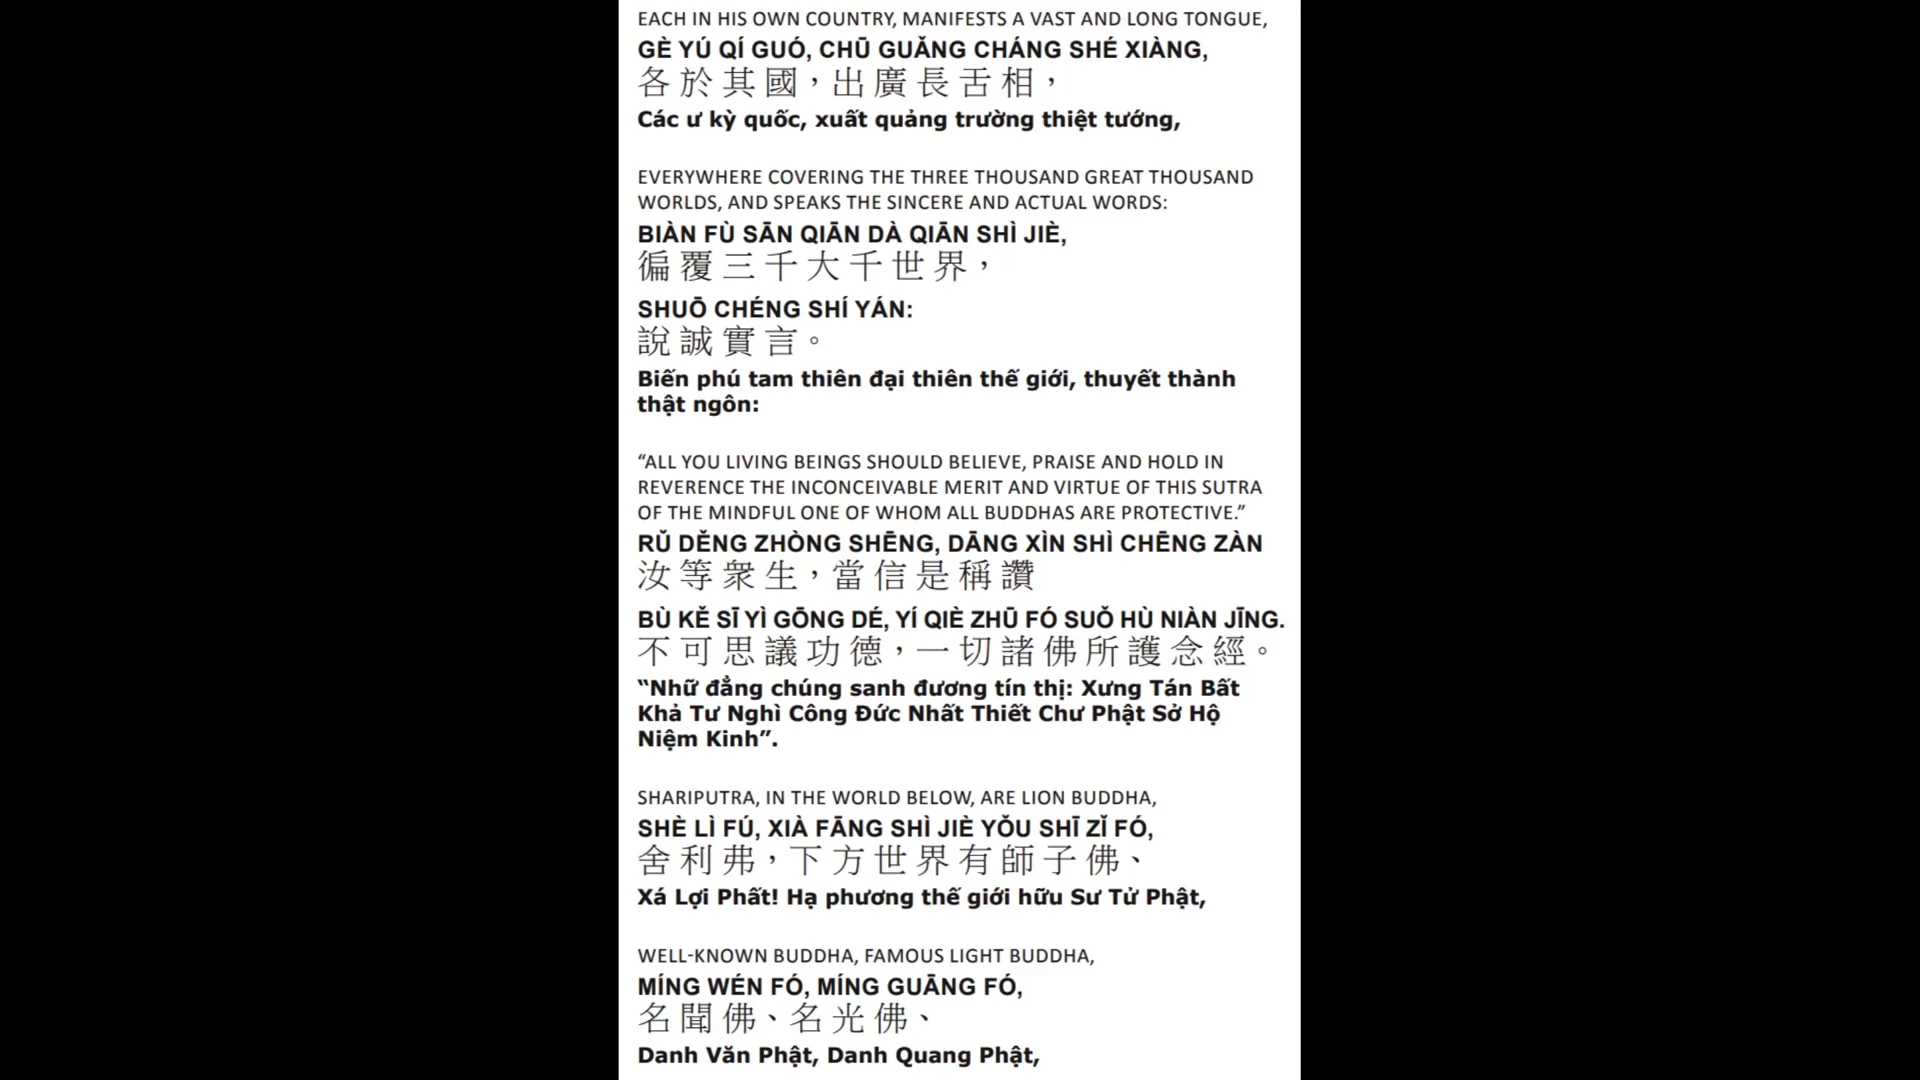 EACH IN HIS OWN COUNTRY, MANIFESTS A VAST AND LONG TONGUE,
GÈ YÚ QÍ GUÓ, CHŪ GUǍNG CHÁNG SHÉ XIÀNG,
各於其國，出廣長舌相，
Các ư kỳ quốc, xuất quảng trường thiệt tướng,
EVERYWHERE COVERING THE THREE THOUSAND GREAT THOUSAND
WORLDS, AND SPEAKS THE SINCERE AND ACTUAL WORDS:
BIÀN FÙ SĀN QIĀN DÀ QIĀN SHÌ JIÈ,
徧覆三千大千世界，
SHUŌ CHÉNG SHÍ YÁN:
說誠實言。
Biến phú tam thiên đại thiên thế giới, thuyết thành
thật ngôn:
“ALL YOU LIVING BEINGS SHOULD BELIEVE, PRAISE AND HOLD IN
REVERENCE THE INCONCEIVABLE MERIT AND VIRTUE OF THIS SUTRA
OF THE MINDFUL ONE OF WHOM ALL BUDDHAS ARE PROTECTIVE.”
RǓ DĚNG ZHÒNG SHĒNG, DĀNG XÌN SHÌ CHĒNG ZÀN
汝等眾生，當信是稱讚
BÙ KĚ SĪ YÌ GŌNG DÉ, YÍ QIÈ ZHŪ FÓ SUǑ HÙ NIÀN JĪNG.
不可思議功德，一切諸佛所護念經。
“Nhữ đẳng chúng sanh đương tín thị: Xưng Tán Bất
Khả Tư Nghì Công Đức Nhất Thiết Chư Phật Sở Hộ
Niệm Kinh”.
SHARIPUTRA, IN THE WORLD BELOW, ARE LION BUDDHA,
SHÈ LÌ FÚ, XIÀ FĀNG SHÌ JIÈ YǑU SHĪ ZǏ FÓ,
舍利弗，下方世界有師子佛、
Xá Lợi Phất! Hạ phương thế giới hữu Sư Tử Phật,
WELL-KNOWN BUDDHA, FAMOUS LIGHT BUDDHA,
MÍNG WÉN FÓ, MÍNG GUĀNG FÓ,
名聞佛、名光佛、
Danh Văn Phật, Danh Quang Phật,